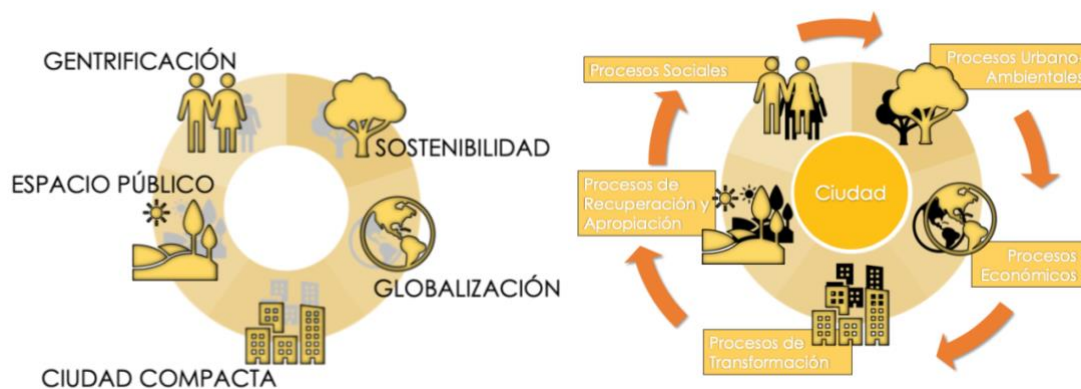 GENTRIFICACIÓN
SOSTENIBILIDAD
ESPACIO PÚBLICO
GLOBALIZACIÓN
CIUDAD COMPACTA
Procesos Sociales
Procesos Urbano-
Ambientales
Procesos de
Recuperación y
Apropiación
Ciudad
Procesos
Económicos
Procesos de
Transformación